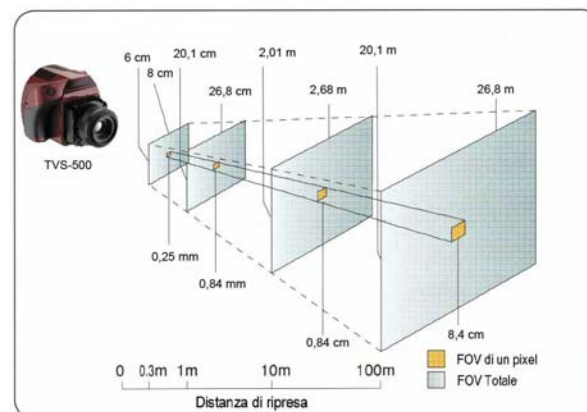 20,1 cm
2,01 m
20,1 m
6 cm
8 cm
26,8 cm
2,68 m
26,8 m
TVS-500
0,25 mm
0,84 mm
0,84 cm
8,4 cm
FOV di un pixel
FOV Totale
0 0.3m 1m 10m 100m
Distanza di ripresa